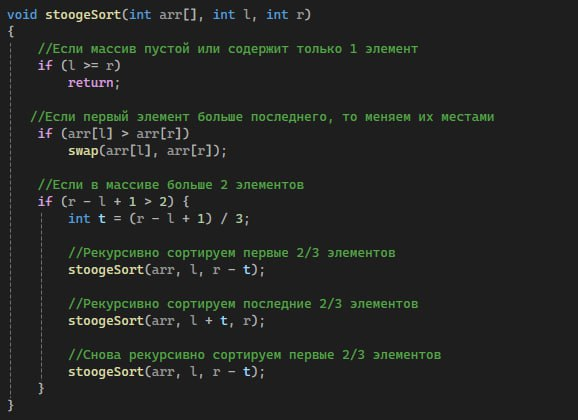 void stoogeSort(int arr[], int l, int r)
{
    //Если массив пустой или содержит только 1 элемент
    if (l >= r)
        return;

   //Если первый элемент больше последнего, то меняем их местами
    if (arr[l] > arr[r])
        swap(arr[l], arr[r]);

    //Если в массиве больше 2 элементов
    if (r - l + 1 > 2) {
        int t = (r - l + 1) / 3;

        //Рекурсивно сортируем первые 2/3 элементов
        stoogeSort(arr, l, r - t);

        //Рекурсивно сортируем последние 2/3 элементов
        stoogeSort(arr, l + t, r);

        //Снова рекурсивно сортируем первые 2/3 элементов
        stoogeSort(arr, l, r - t);
    }
}